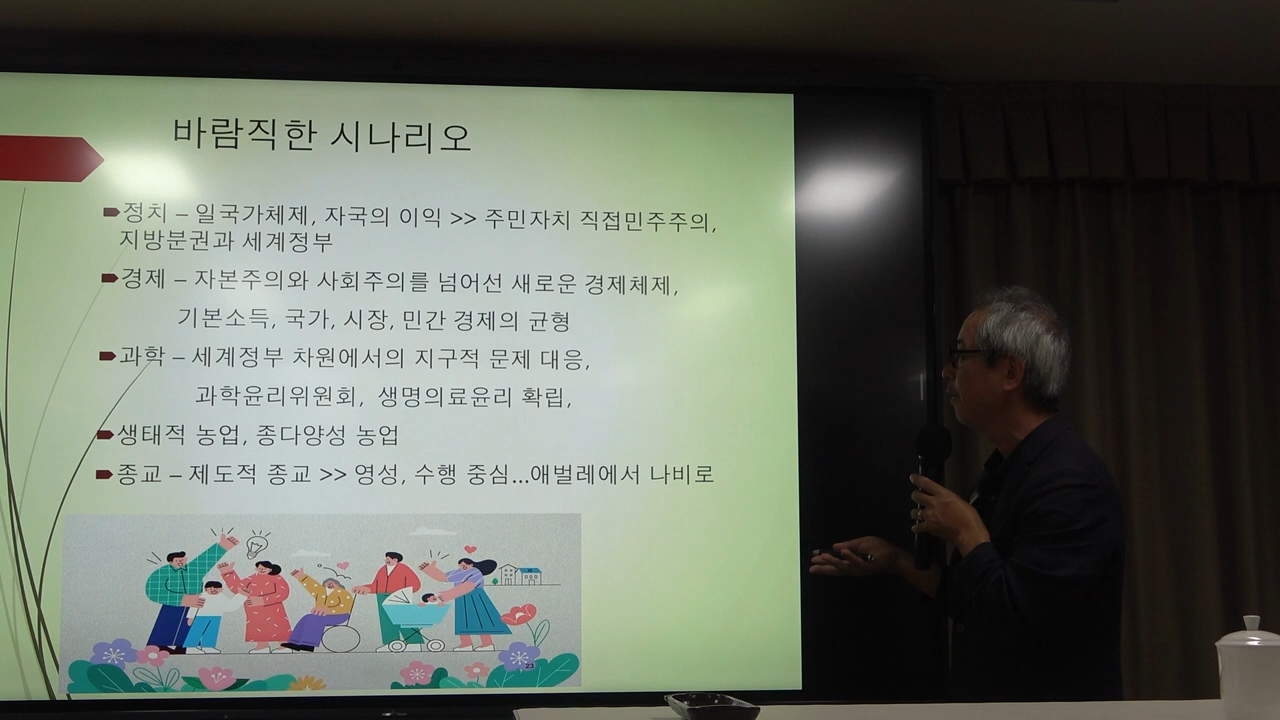 바람직한 시나리오
정치 – 일국가체제, 자국의 이익 >> 주민자치 직접민주주의,
지방분권과 세계정부
경제 – 자본주의와 사회주의를 넘어선 새로운 경제체제,
기본소득, 국가, 시장, 민간 경제의 균형
과학 – 세계정부 차원에서의 지구적 문제 대응,
과학윤리위원회, 생명의료윤리 확립,
생태적 농업, 종다양성 농업
종교 – 제도적 종교 >> 영성, 수행 중심...애벌레에서 나비로
23